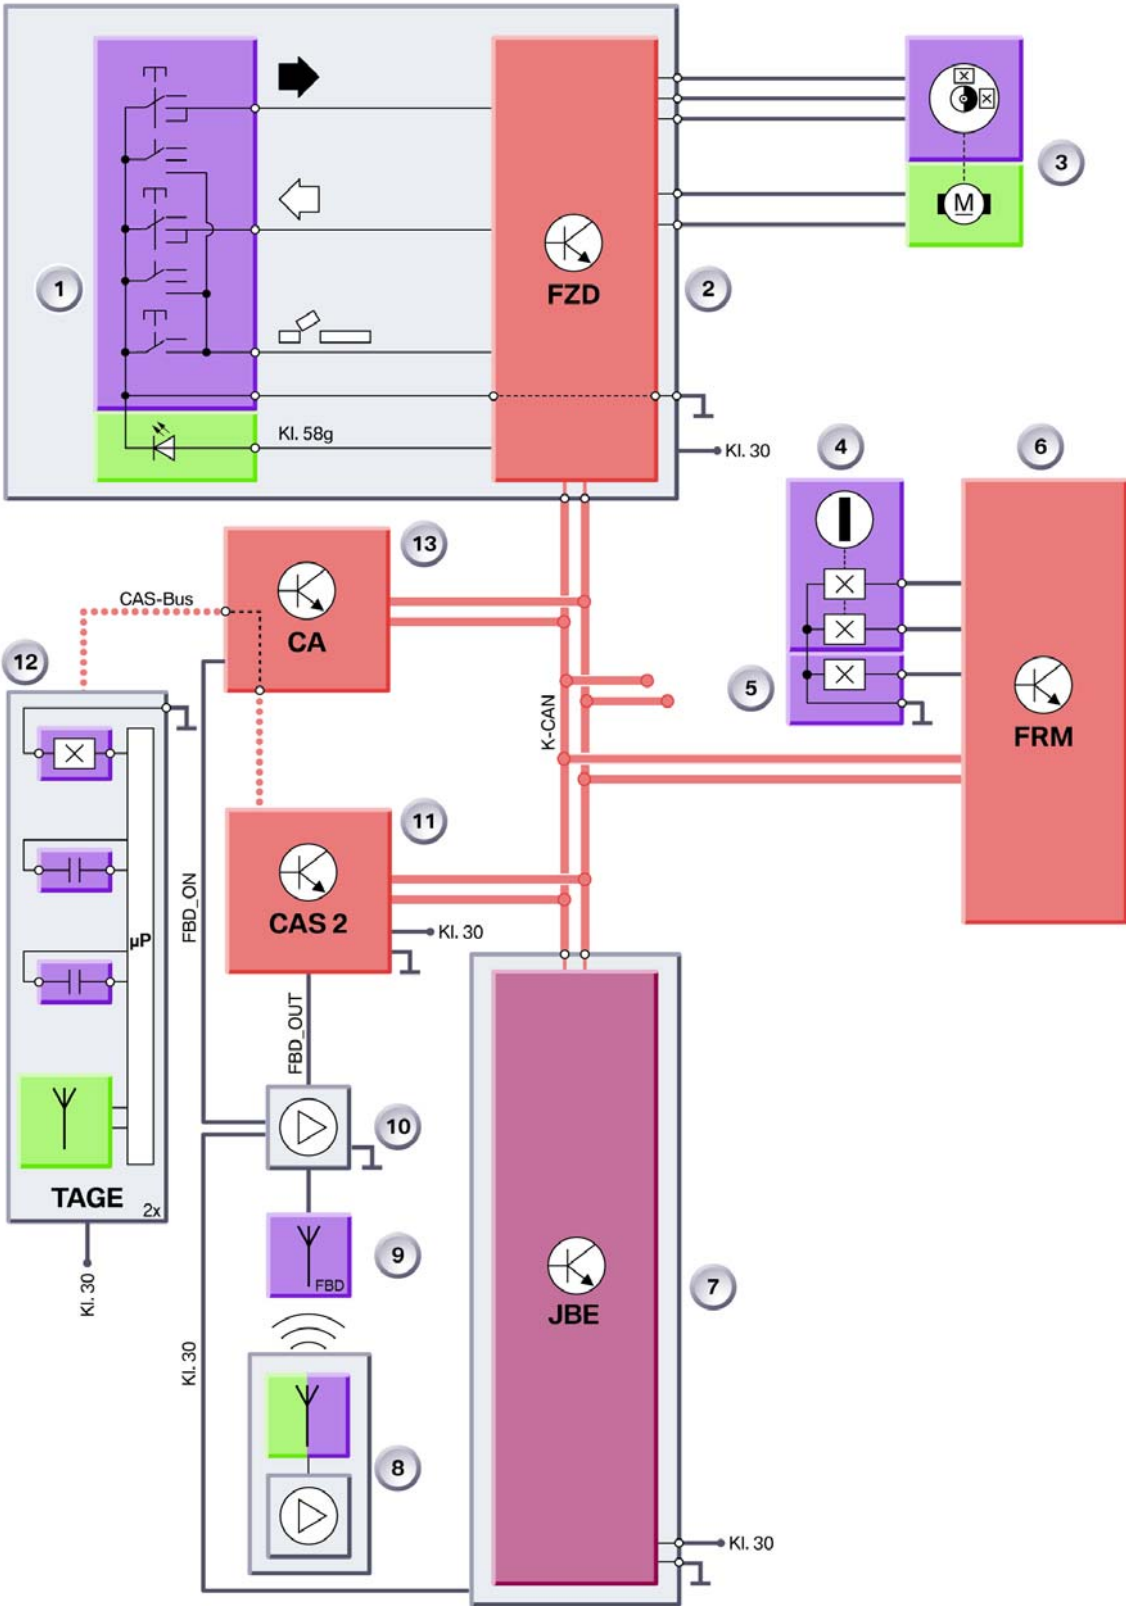 1
FZD
2
M
3
Kl. 58g
Kl. 30
4
6
13
CAS-Bus
CA
12
5
K-CAN
FRM
11
FBD_ON
CAS 2
Kl. 30
µP
FBD_OUT
10
TAGE
2x
9
FBD
Kl. 30
JBE
7
Kl. 30
8
Kl. 30